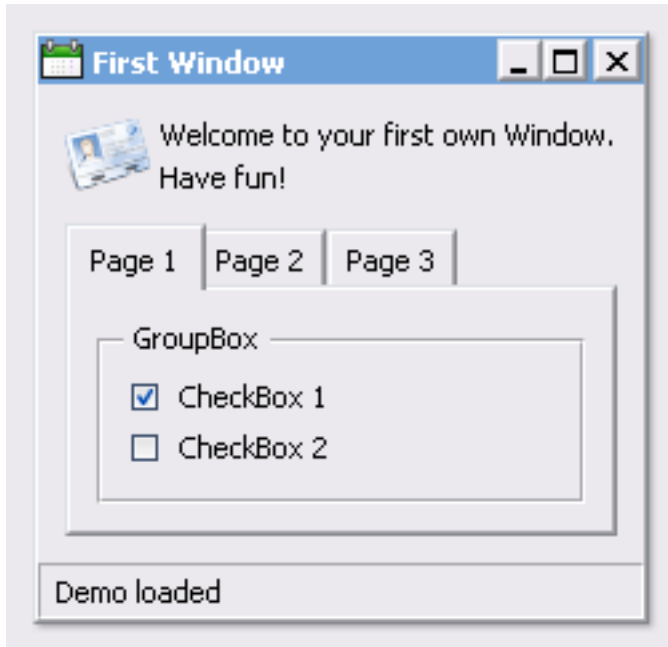 First Window
Welcome to your first own Window.
Have fun!
Page 1 Page 2 Page 3
GroupBox
CheckBox 1
CheckBox 2
Demo loaded